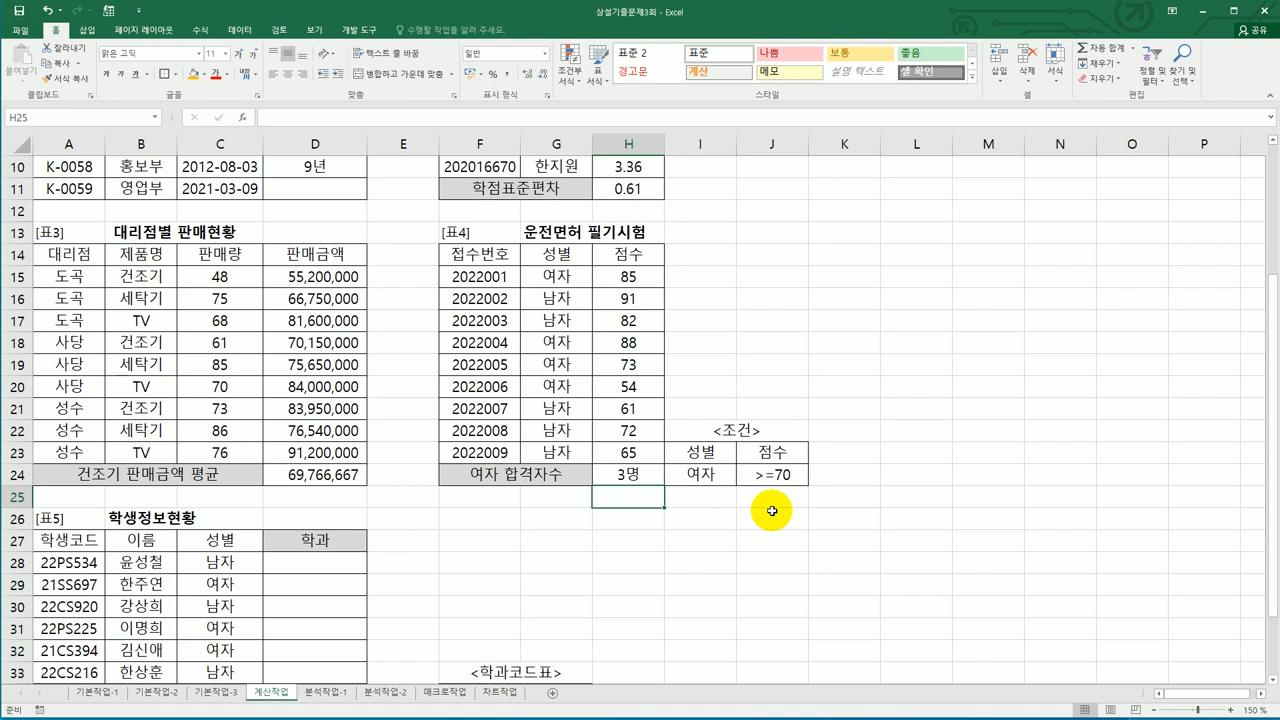 상설기출문제3회 - Excel
파일 홈 삽입 페이지 레이아웃 수식 데이터 검토 보기 개발 도구 수행할 작업을 알려 주세요. 공유
붙여넣기 잘라내기 복사 서식 복사
맑은 고딕 11 가 가 가 가 가
텍스트 줄 바꿈
병합하고 가운데 맞춤
일반
조건부 서식 표 서식
표준 2 표준 나쁨 보통 좋음
경고문 계산 메모 설명 텍스트 셀 확인
삽입 삭제 서식
자동 합계 채우기 지우기 정렬 및 필터 찾기 및 선택
클립보드 글꼴 맞춤 표시 형식 스타일 셀 편집
H25 fx
A B C D E F G H I J K L M N O P
10 K-0058 홍보부 2012-08-03 9년 202016670 한지원 3.36
11 K-0059 영업부 2021-03-09 학점표준편차 0.61
12
13 [표3] 대리점별 판매현황 [표4] 운전면허 필기시험
14 대리점 제품명 판매량 판매금액 접수번호 성별 점수
15 도곡 건조기 48 55,200,000 2022001 여자 85
16 도곡 세탁기 75 66,750,000 2022002 남자 91
17 도곡 TV 68 81,600,000 2022003 남자 82
18 사당 건조기 61 70,150,000 2022004 여자 88
19 사당 세탁기 85 75,650,000 2022005 여자 73
20 사당 TV 70 84,000,000 2022006 여자 54
21 성수 건조기 73 83,950,000 2022007 남자 61
22 성수 세탁기 86 76,540,000 2022008 남자 72 <조건>
23 성수 TV 76 91,200,000 2022009 남자 65 성별 점수
24 건조기 판매금액 평균 69,766,667 여자 합격자수 3명 여자 >=70
25
26 [표5] 학생정보현황
27 학생코드 이름 성별 학과
28 22PS534 윤성철 남자
29 21SS697 한주연 여자
30 22CS920 강상희 남자
31 22PS225 이명희 여자
32 21CS394 김신애 여자
33 22CS216 한상훈 남자 <학과코드표>
기본작업-1 기본작업-2 기본작업-3 계산작업 분석작업-1 분석작업-2 매크로작업 차트작업
준비 150 %